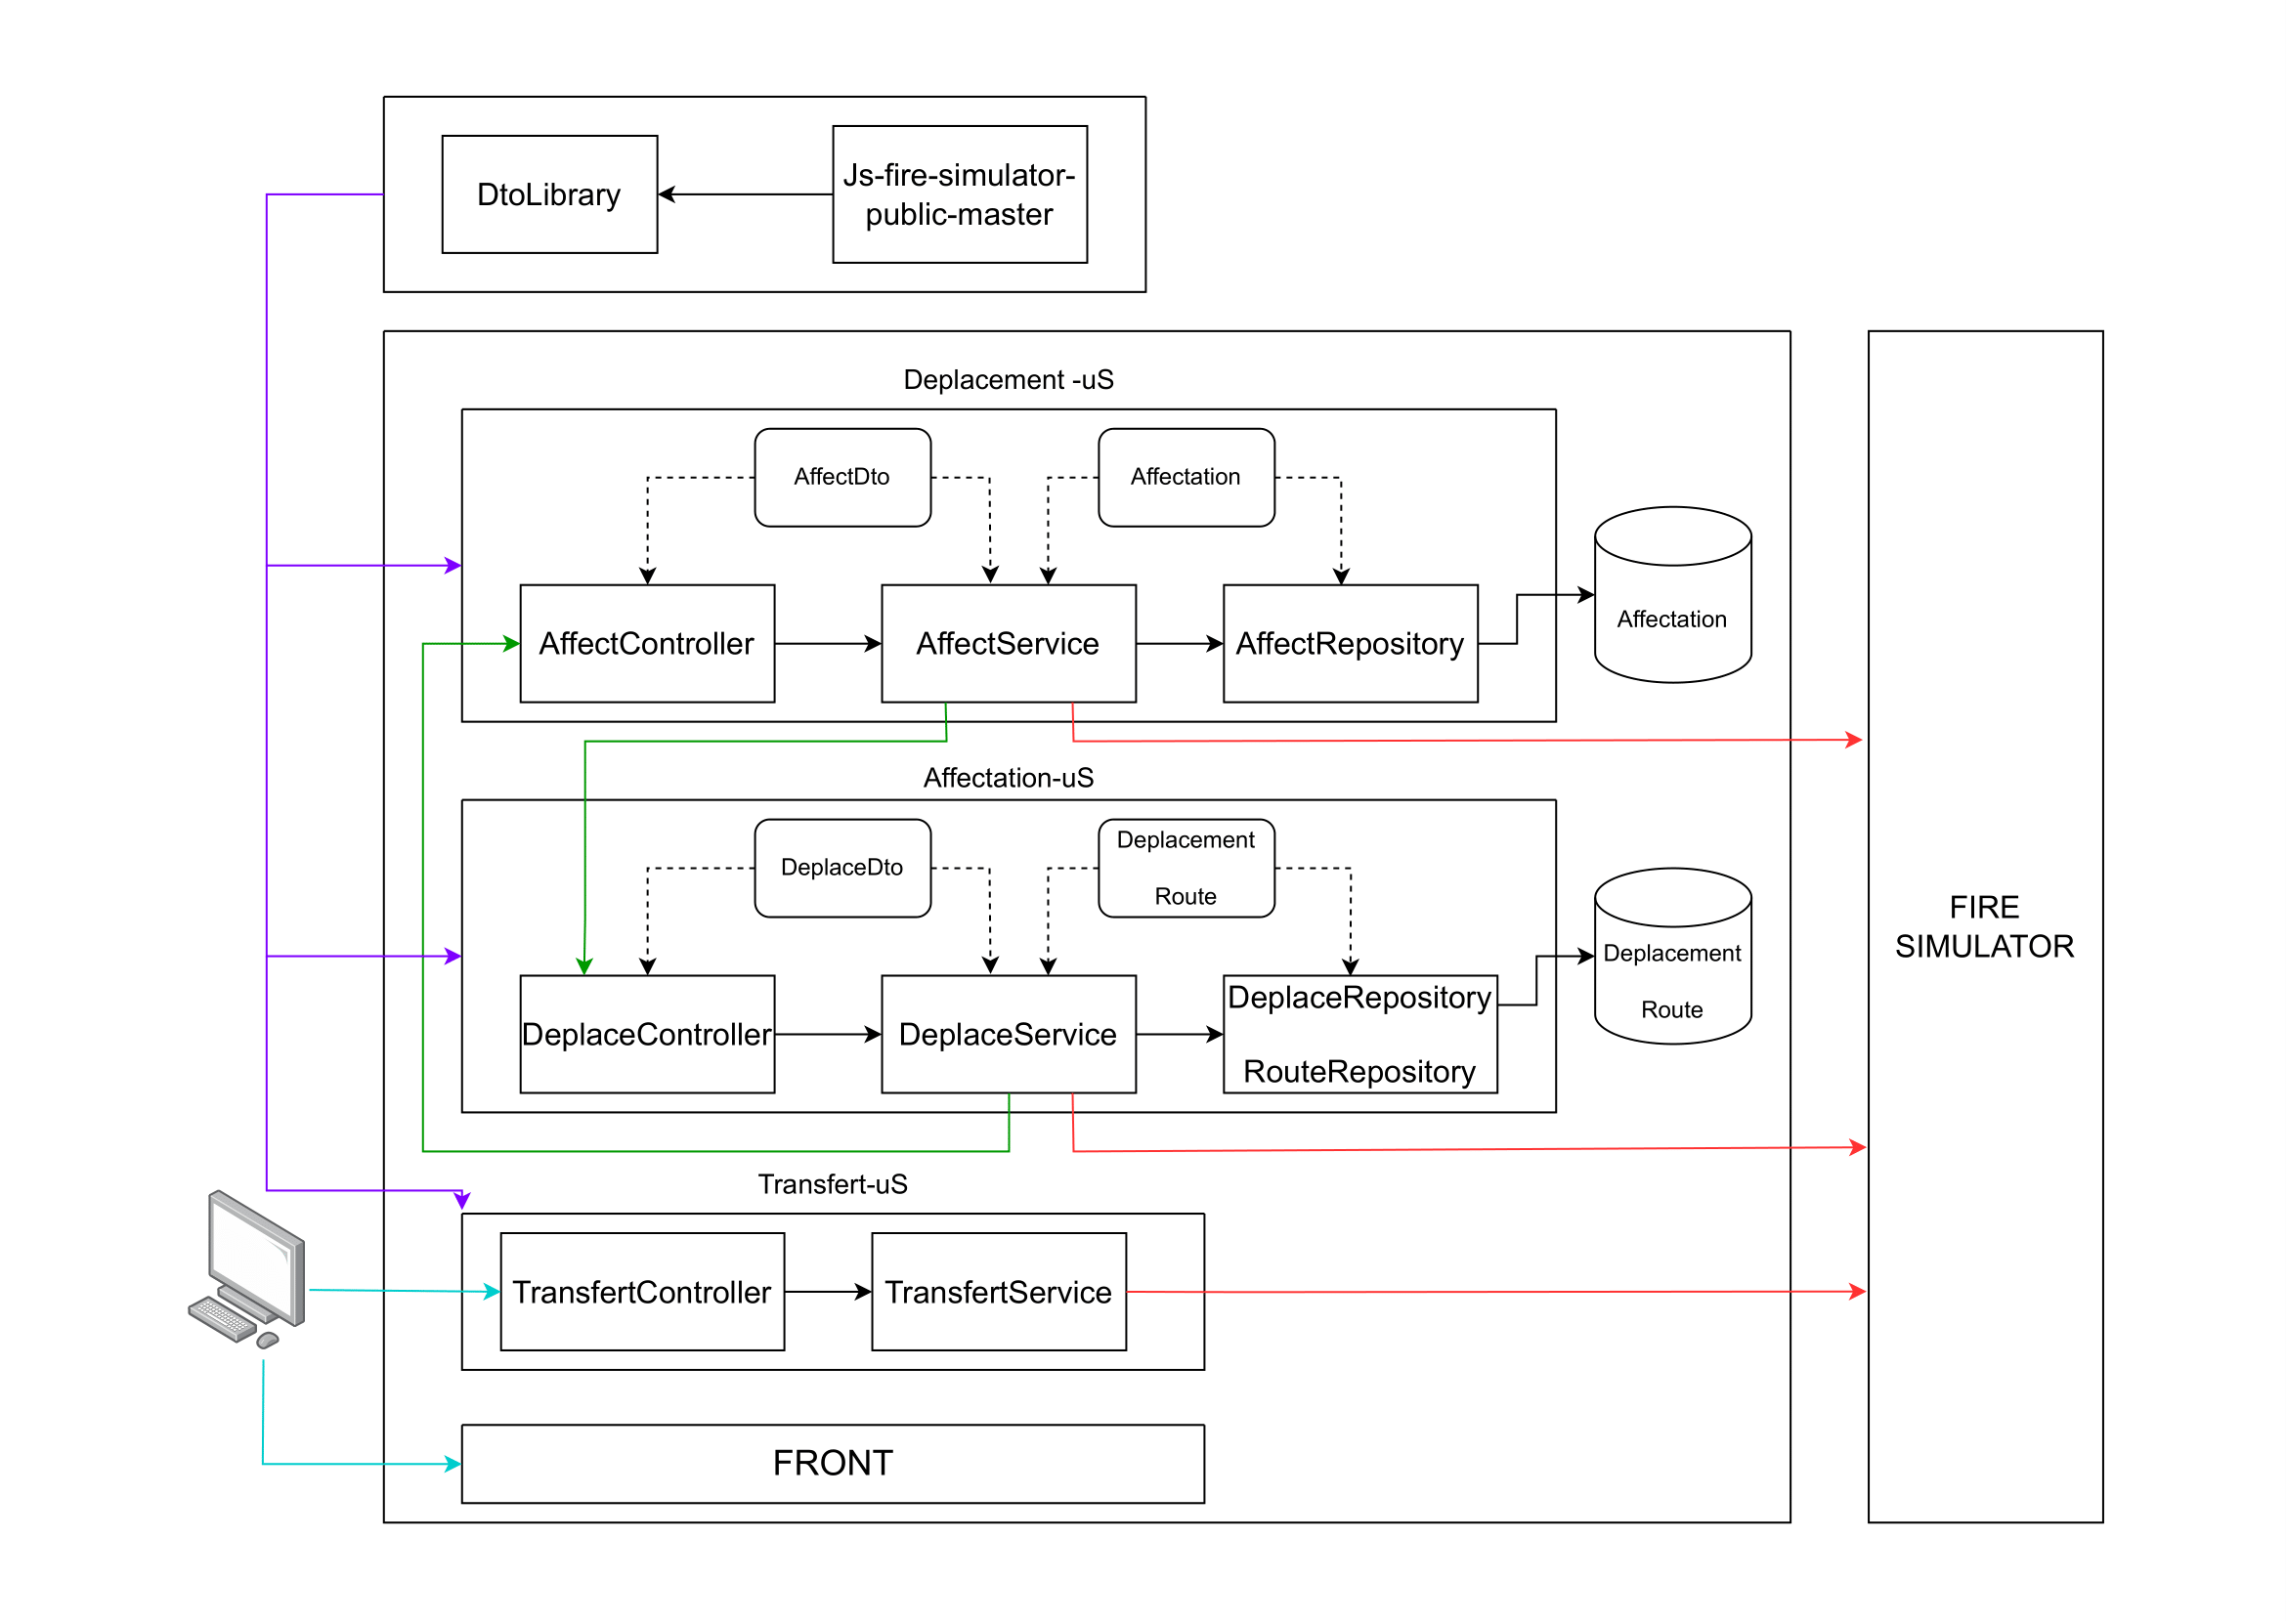 DtoLibrary
Js-fire-simulator-
public-master
Deplacement -uS
AffectDto
Affectation
AffectController
AffectService
AffectRepository
Affectation
Affectation-uS
DeplaceDto
Deplacement
Route
DeplaceController
DeplaceService
DeplaceRepository
RouteRepository
Deplacement
Route
FIRE
SIMULATOR
Transfert-uS
TransfertController
TransfertService
FRONT